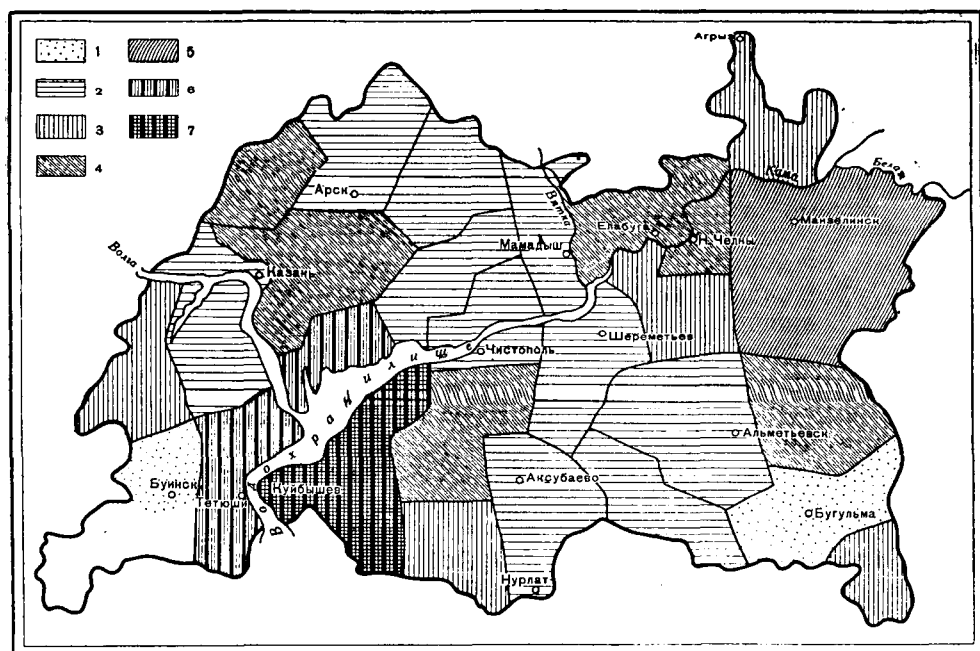 1
2
3
4
5
6
7
Агрыз
Кама
Белая
Арск
Вятка
Елабуга
Н. Челны
Мензелинск
Мамадыш
Волга
Казань
Шереметьев
Чистополь
Водохранилище
Альметьевск
Аксубаево
Буинск
Тетюши
Куйбышев
Бугульма
Нурлат